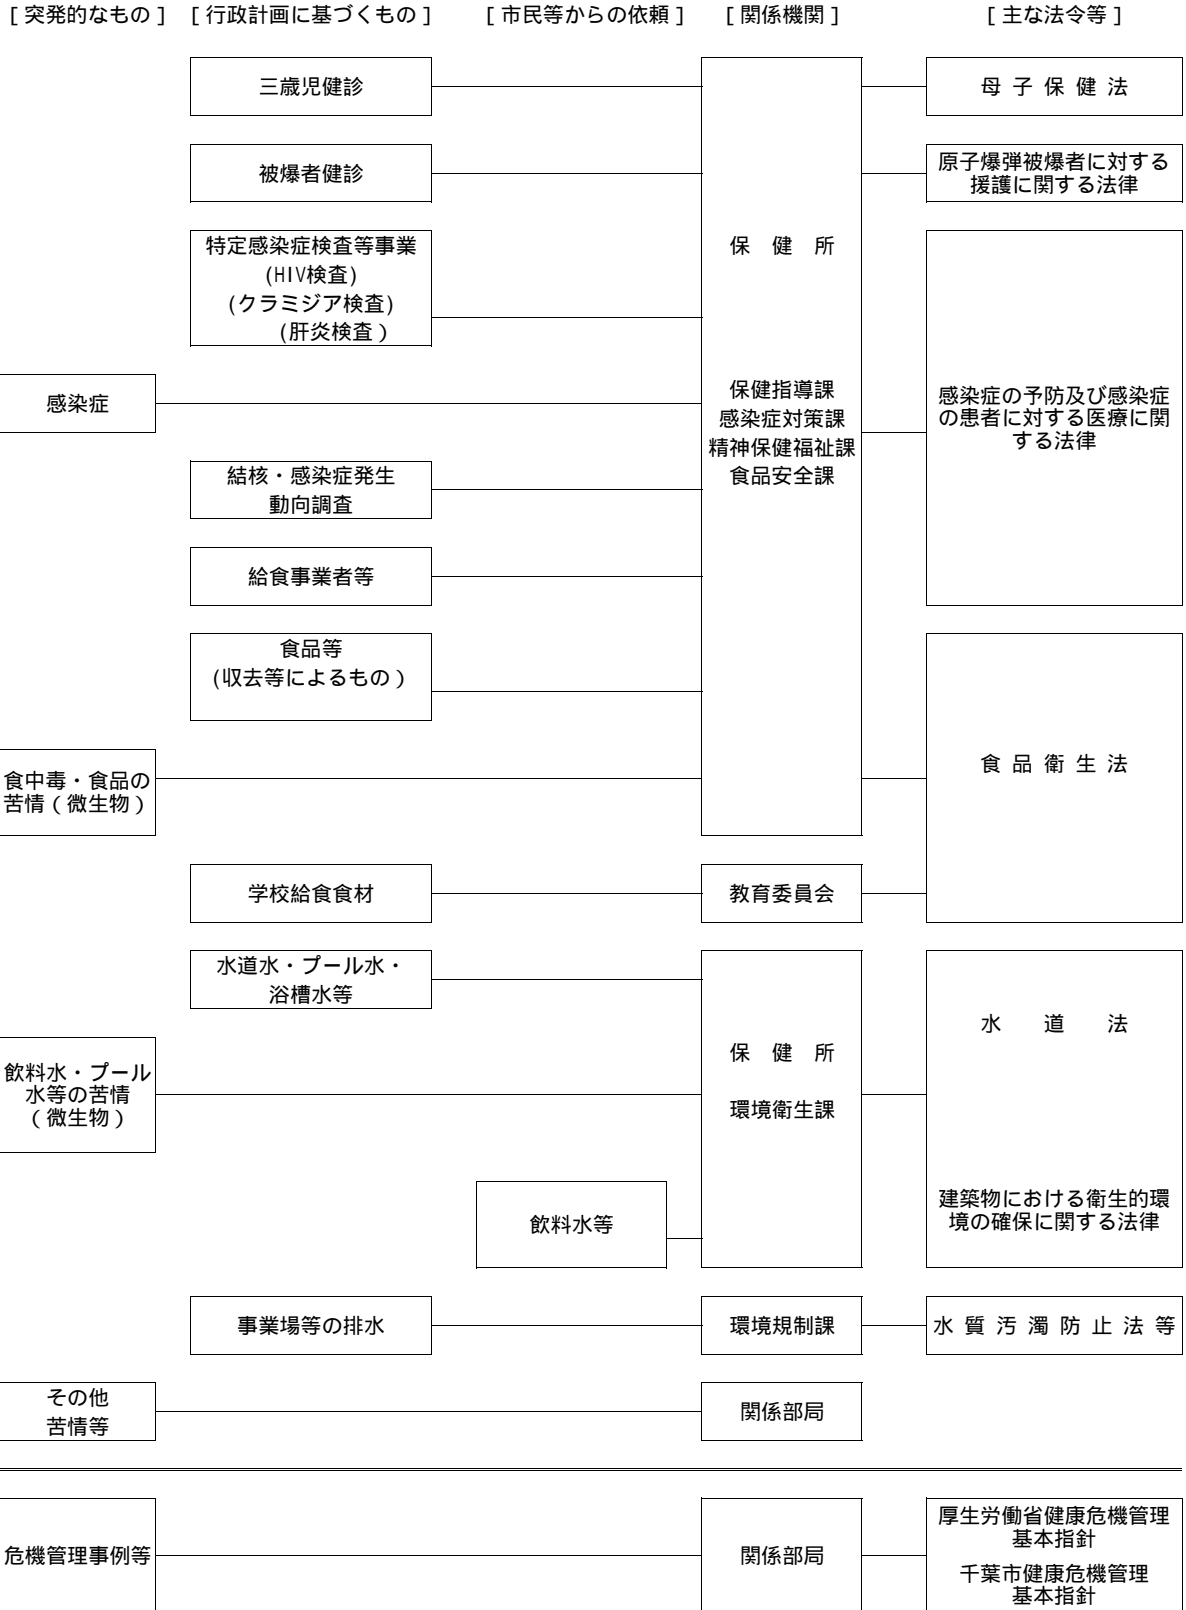 [ 突発的なもの ] [ 行政計画に基づくもの ] [ 市民等からの依頼 ] [ 関係機関 ] [ 主な法令等 ]
三歳児健診
母 子 保 健 法
被爆者健診
原子爆弾被爆者に対する
援護に関する法律
特定感染症検査等事業
(HIV検査)
(クラミジア検査)
(肝炎検査 )
保 健 所
感染症
保健指導課
感染症対策課
精神保健福祉課
食品安全課
感染症の予防及び感染症
の患者に対する医療に関
する法律
結核・感染症発生
動向調査
給食事業者等
食品等
(収去等によるもの )
食 品 衛 生 法
食中毒・食品の
苦情 ( 微生物 )
学校給食食材
教育委員会
水道水・プール水・
浴槽水等
水 道 法
飲料水・プール
水等の苦情
( 微生物 )
保 健 所
環境衛生課
飲料水等
建築物における衛生的環
境の確保に関する法律
事業場等の排水
環境規制課
水 質 汚 濁 防 止 法 等
その他
苦情等
関係部局
危機管理事例等
関係部局
厚生労働省健康危機管理
基本指針
千葉市健康危機管理
基本指針